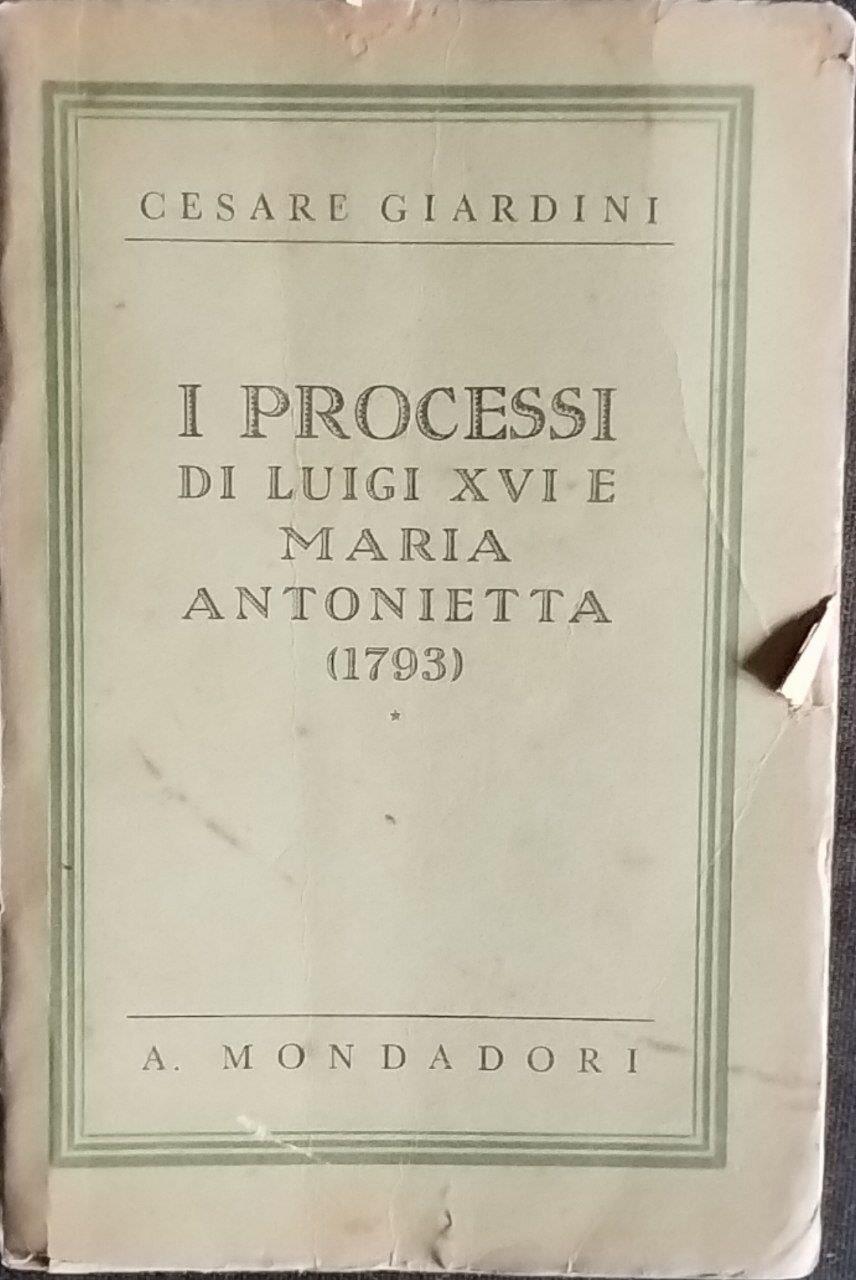 CESARE GIARDINI
I PROCESSI
DI LUIGI XVI E
MARIA
ANTONIETTA
(1793)
*
A. MONDADORI